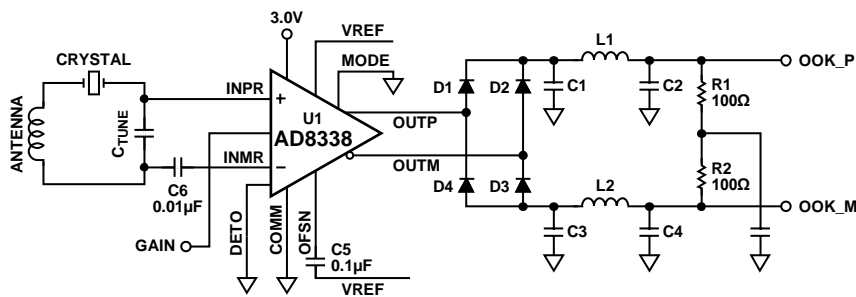 3.0V
VREF
MODE
CRYSTAL
ANTENNA
CTUNE
INPR
+
U1
AD8338
INMR
−
C6
0.01µF
GAIN
DETO
COMM
OFSN
C5
0.1µF
VREF
OUTP
OUTM
D1
D2
D4
D3
L1
C1
C2
R1
100Ω
R2
100Ω
L2
C3
C4
OOK_P
OOK_M